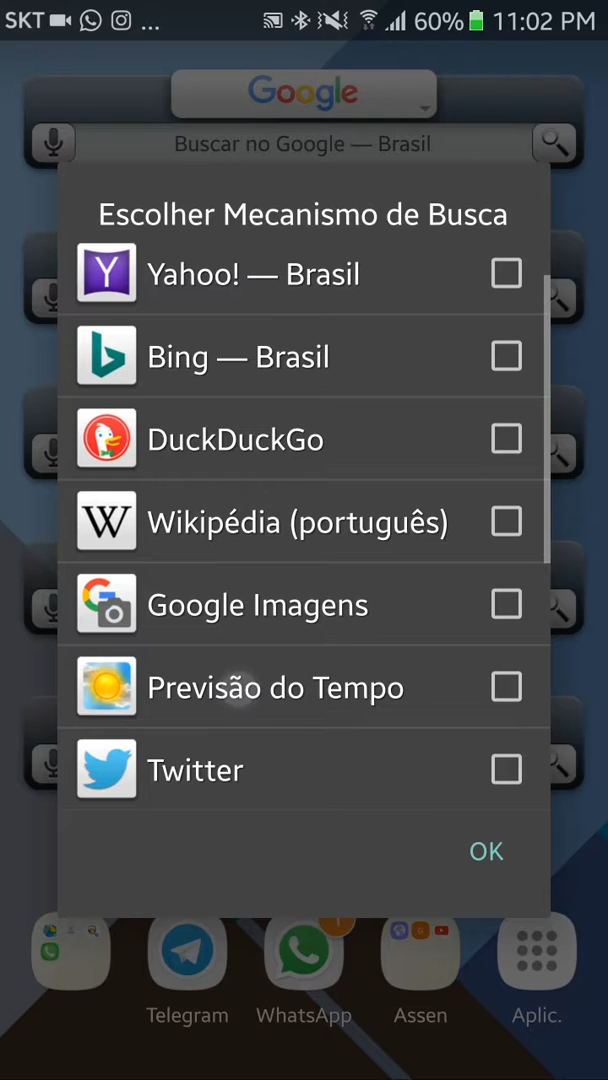 SKT ... 60% 11:02 PM
Google
Buscar no Google — Brasil
Escolher Mecanismo de Busca
Yahoo! — Brasil
Bing — Brasil
DuckDuckGo
Wikipédia (português)
Google Imagens
Previsão do Tempo
Twitter
OK
Telegram WhatsApp Assen Aplic.